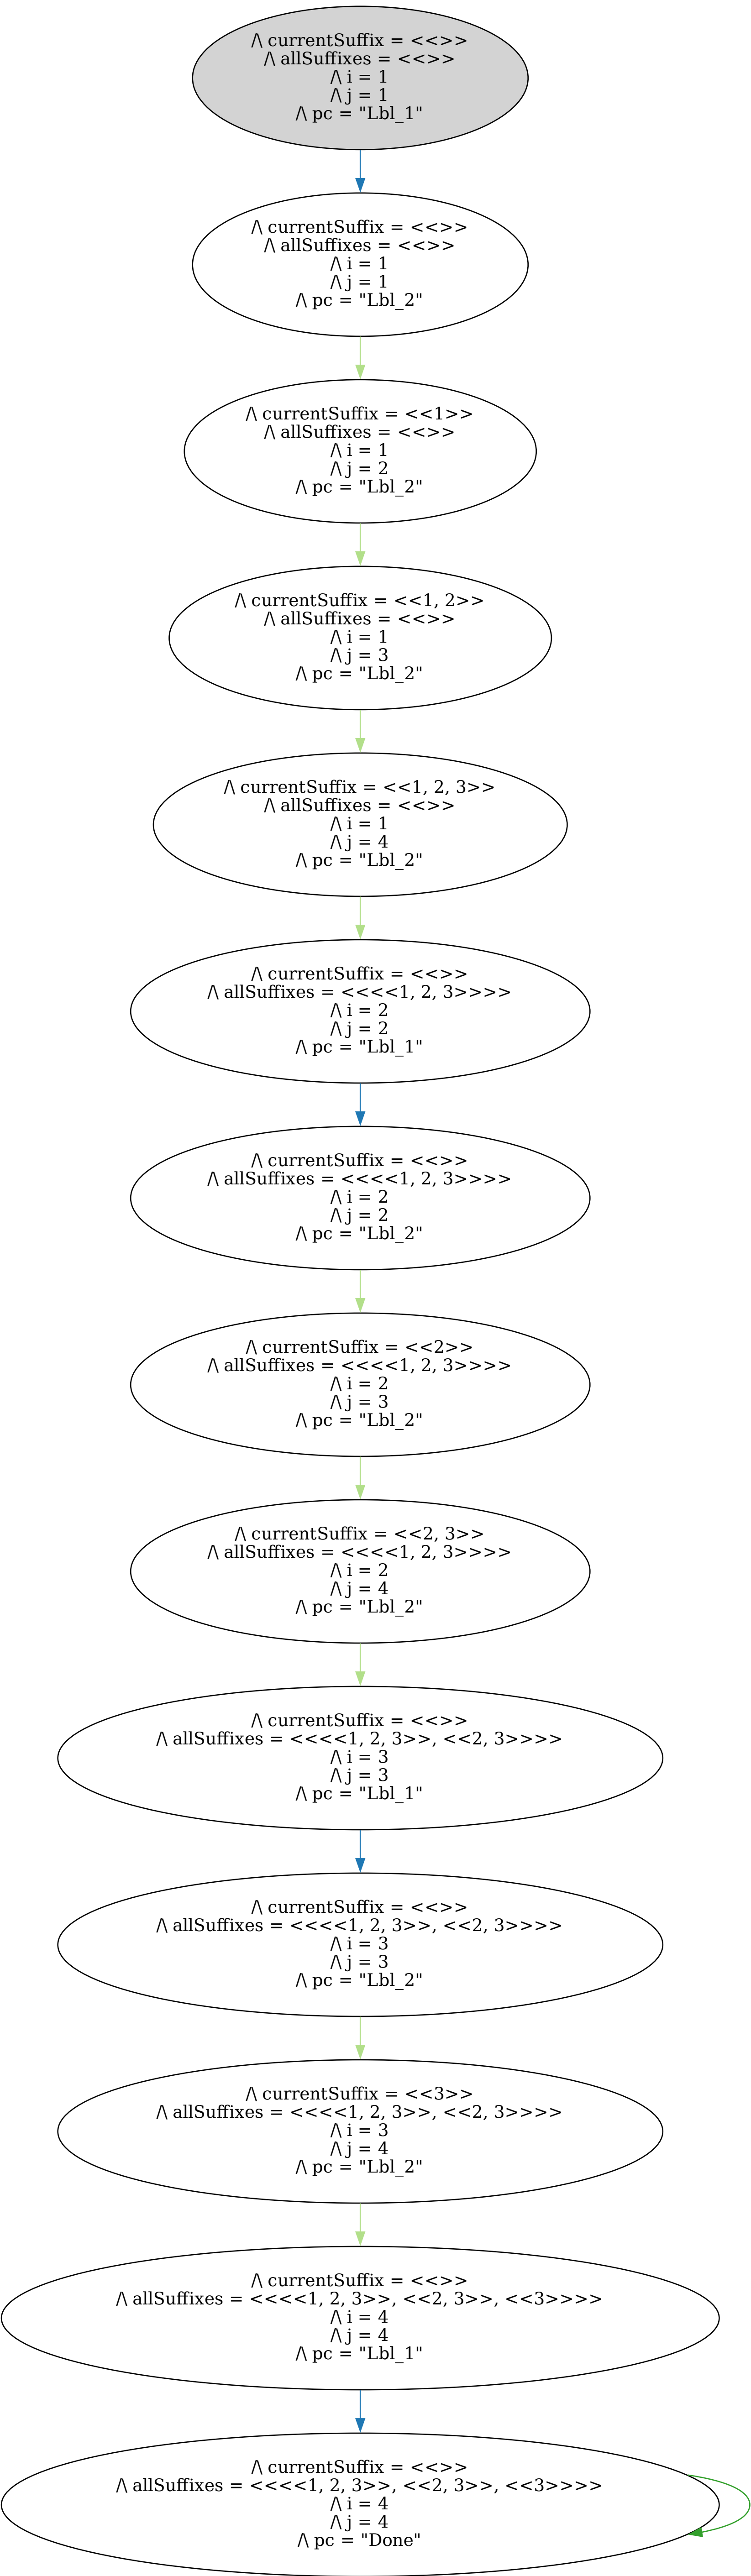 /\ currentSuffix = <<>>
/\ allSuffixes = <<>>
/\ i = 1
/\ j = 1
/\ pc = "Lbl_1"
/\ currentSuffix = <<>>
/\ allSuffixes = <<>>
/\ i = 1
/\ j = 1
/\ pc = "Lbl_2"
/\ currentSuffix = <<1>>
/\ allSuffixes = <<>>
/\ i = 1
/\ j = 2
/\ pc = "Lbl_2"
/\ currentSuffix = <<1, 2>>
/\ allSuffixes = <<>>
/\ i = 1
/\ j = 3
/\ pc = "Lbl_2"
/\ currentSuffix = <<1, 2, 3>>
/\ allSuffixes = <<>>
/\ i = 1
/\ j = 4
/\ pc = "Lbl_2"
/\ currentSuffix = <<>>
/\ allSuffixes = <<<<1, 2, 3>>>>
/\ i = 2
/\ j = 2
/\ pc = "Lbl_1"
/\ currentSuffix = <<>>
/\ allSuffixes = <<<<1, 2, 3>>>>
/\ i = 2
/\ j = 2
/\ pc = "Lbl_2"
/\ currentSuffix = <<2>>
/\ allSuffixes = <<<<1, 2, 3>>>>
/\ i = 2
/\ j = 3
/\ pc = "Lbl_2"
/\ currentSuffix = <<2, 3>>
/\ allSuffixes = <<<<1, 2, 3>>>>
/\ i = 2
/\ j = 4
/\ pc = "Lbl_2"
/\ currentSuffix = <<>>
/\ allSuffixes = <<<<1, 2, 3>>, <<2, 3>>>>
/\ i = 3
/\ j = 3
/\ pc = "Lbl_1"
/\ currentSuffix = <<>>
/\ allSuffixes = <<<<1, 2, 3>>, <<2, 3>>>>
/\ i = 3
/\ j = 3
/\ pc = "Lbl_2"
/\ currentSuffix = <<3>>
/\ allSuffixes = <<<<1, 2, 3>>, <<2, 3>>>>
/\ i = 3
/\ j = 4
/\ pc = "Lbl_2"
/\ currentSuffix = <<>>
/\ allSuffixes = <<<<1, 2, 3>>, <<2, 3>>, <<3>>>>
/\ i = 4
/\ j = 4
/\ pc = "Lbl_1"
/\ currentSuffix = <<>>
/\ allSuffixes = <<<<1, 2, 3>>, <<2, 3>>, <<3>>>>
/\ i = 4
/\ j = 4
/\ pc = "Done"